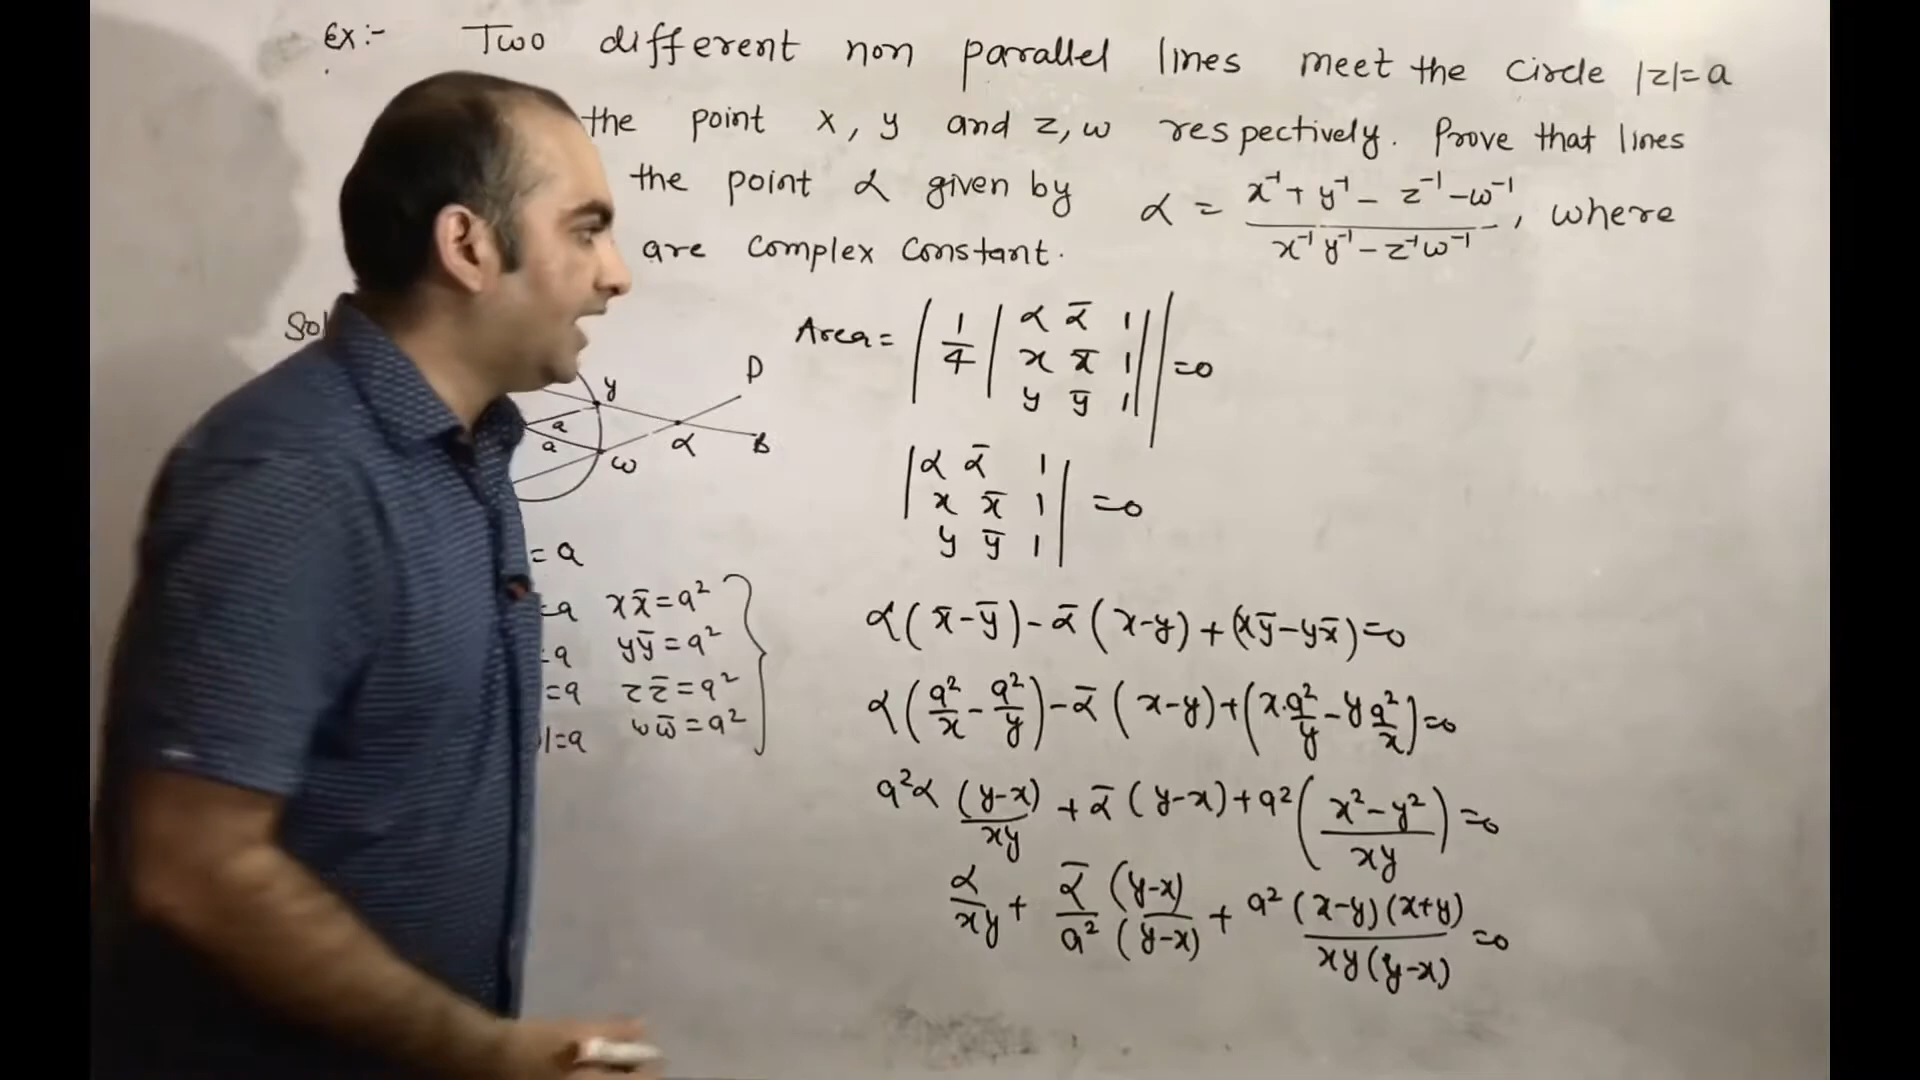 Ex:- Two different non parallel lines meet the circle |z|=a
the point x, y and z, w respectively. Prove that lines
the point α given by α = (x⁻¹ + y⁻¹ - z⁻¹ - w⁻¹)/(x⁻¹y⁻¹ - z⁻¹w⁻¹), where
are complex constant.
Sol
y
D
a
a
w
α
B
= a
=a xx̄=a²
=a yȳ=a²
=a zz̄=a²
|=a ww̄=a²
Area = | 1/4 | α ᾱ 1
x x̄ 1
y ȳ 1 | | =0
| α ᾱ 1
x x̄ 1
y ȳ 1 | =0
α(x̄-ȳ)-ᾱ(x-y)+(xȳ-yx̄)=0
α(a²/x - a²/y)-ᾱ(x-y)+(x.a²/y - y a²/x)=0
a²α (y-x)/xy + ᾱ(y-x)+a²((x²-y²)/xy)=0
α/xy + ᾱ/a² (y-x)/(y-x) + a²(x-y)(x+y)/xy(y-x) =0